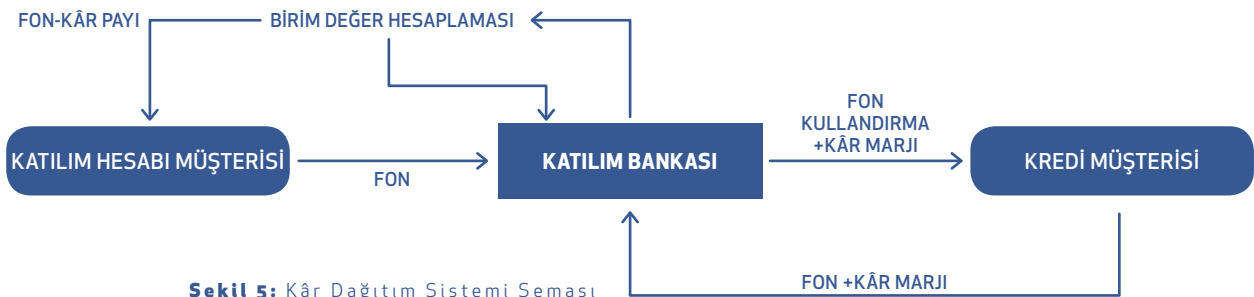 FON-KÂR PAYI
BİRİM DEĞER HESAPLAMASI
KATILIM HESABI MÜŞTERİSİ
FON
KATILIM BANKASI
FON
KULLANDIRMA
+KÂR MARJI
KREDİ MÜŞTERİSİ
FON +KÂR MARJI
Şekil 5: Kâr Dağıtım Sistemi Şeması